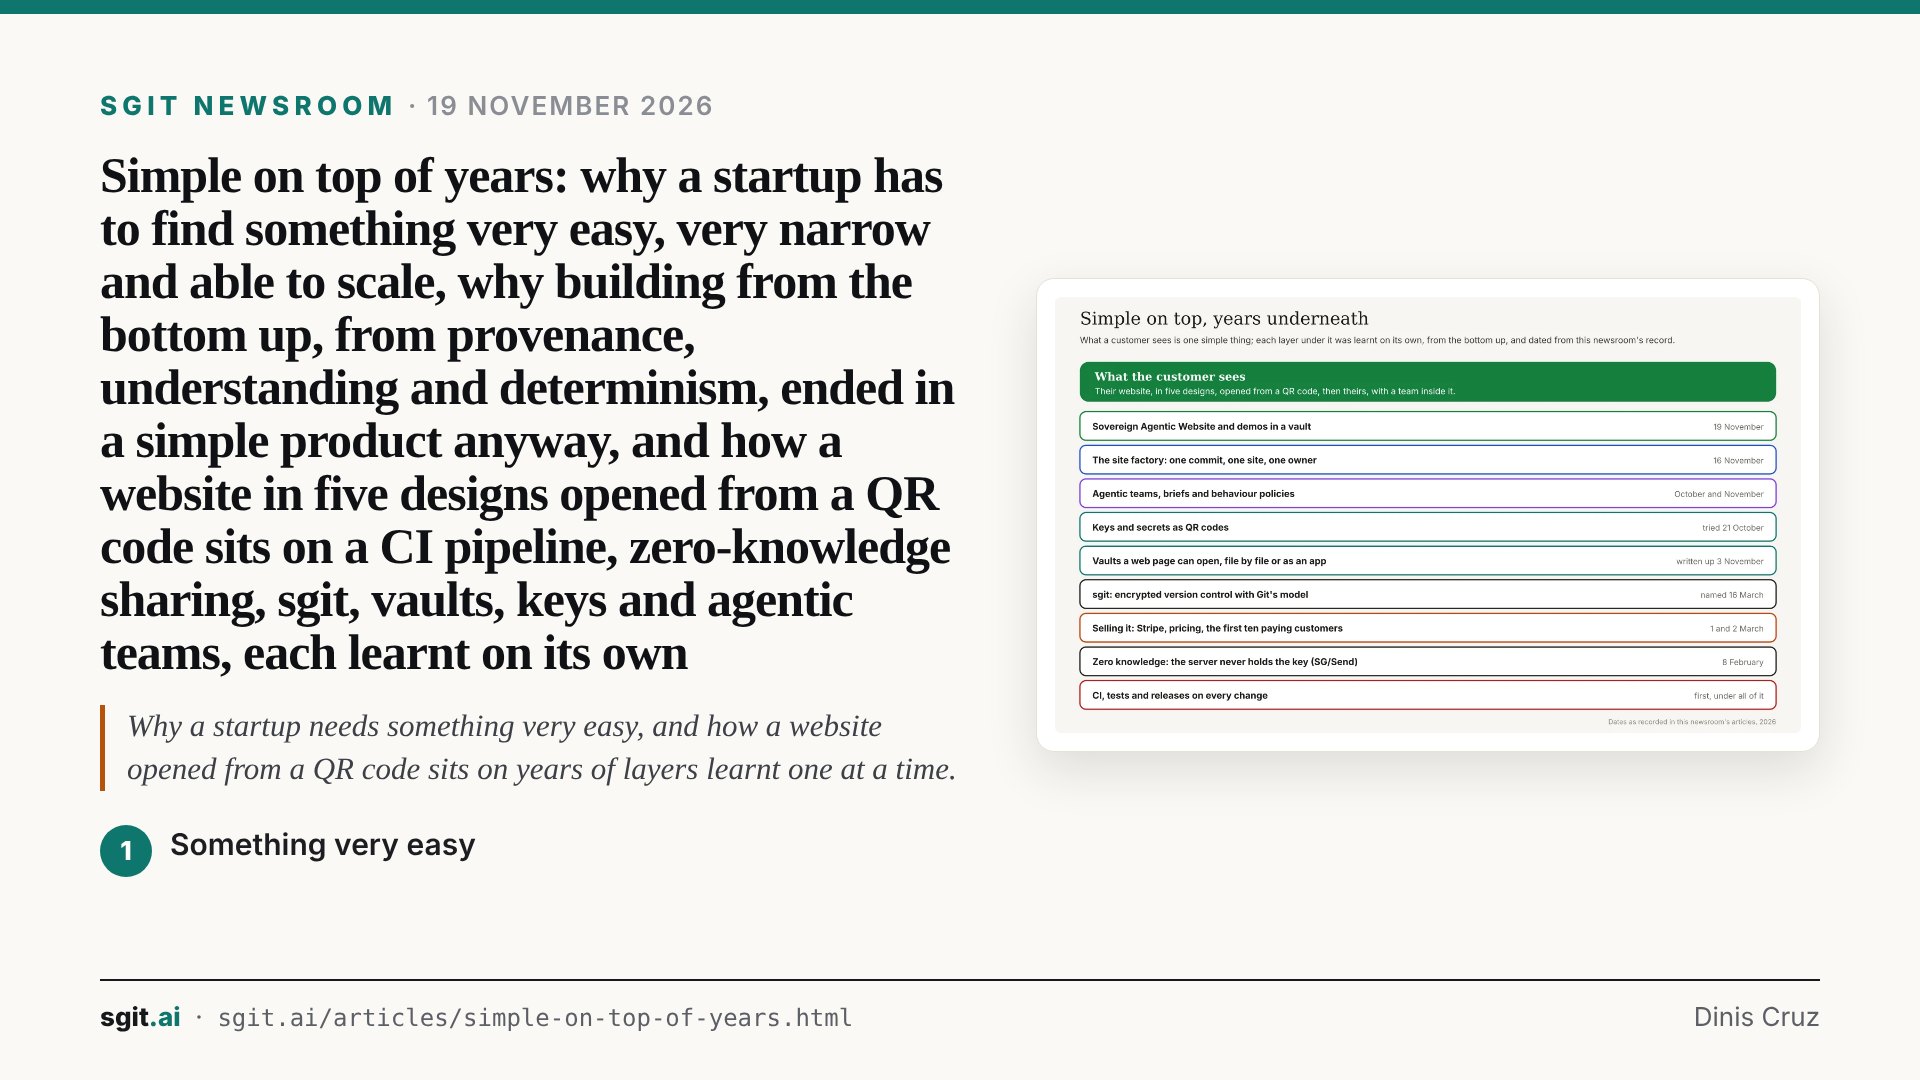 SGIT NEWSROOM · 19 NOVEMBER 2026
Simple on top of years: why a startup has
to find something very easy, very narrow
and able to scale, why building from the
bottom up, from provenance,
understanding and determinism, ended in
a simple product anyway, and how a
website in five designs opened from a QR
code sits on a CI pipeline, zero-knowledge
sharing, sgit, vaults, keys and agentic
teams, each learnt on its own
Why a startup needs something very easy, and how a website
opened from a QR code sits on years of layers learnt one at a time.
1 Something very easy
Simple on top, years underneath
What a customer sees is one simple thing; each layer under it was learnt on its own, from the bottom up, and dated from this newsroom's record.
What the customer sees
Their website, in five designs, opened from a QR code, then theirs, with a team inside it.
Sovereign Agentic Website and demos in a vault 19 November
The site factory: one commit, one site, one owner 16 November
Agentic teams, briefs and behaviour policies October and November
Keys and secrets as QR codes tried 21 October
Vaults a web page can open, file by file or as an app written up 3 November
sgit: encrypted version control with Git's model named 16 March
Selling it: Stripe, pricing, the first ten paying customers 1 and 2 March
Zero knowledge: the server never holds the key (SG/Send) 8 February
CI, tests and releases on every change first, under all of it
Dates as recorded in this newsroom's articles, 2026
sgit.ai · sgit.ai/articles/simple-on-top-of-years.html
Dinis Cruz